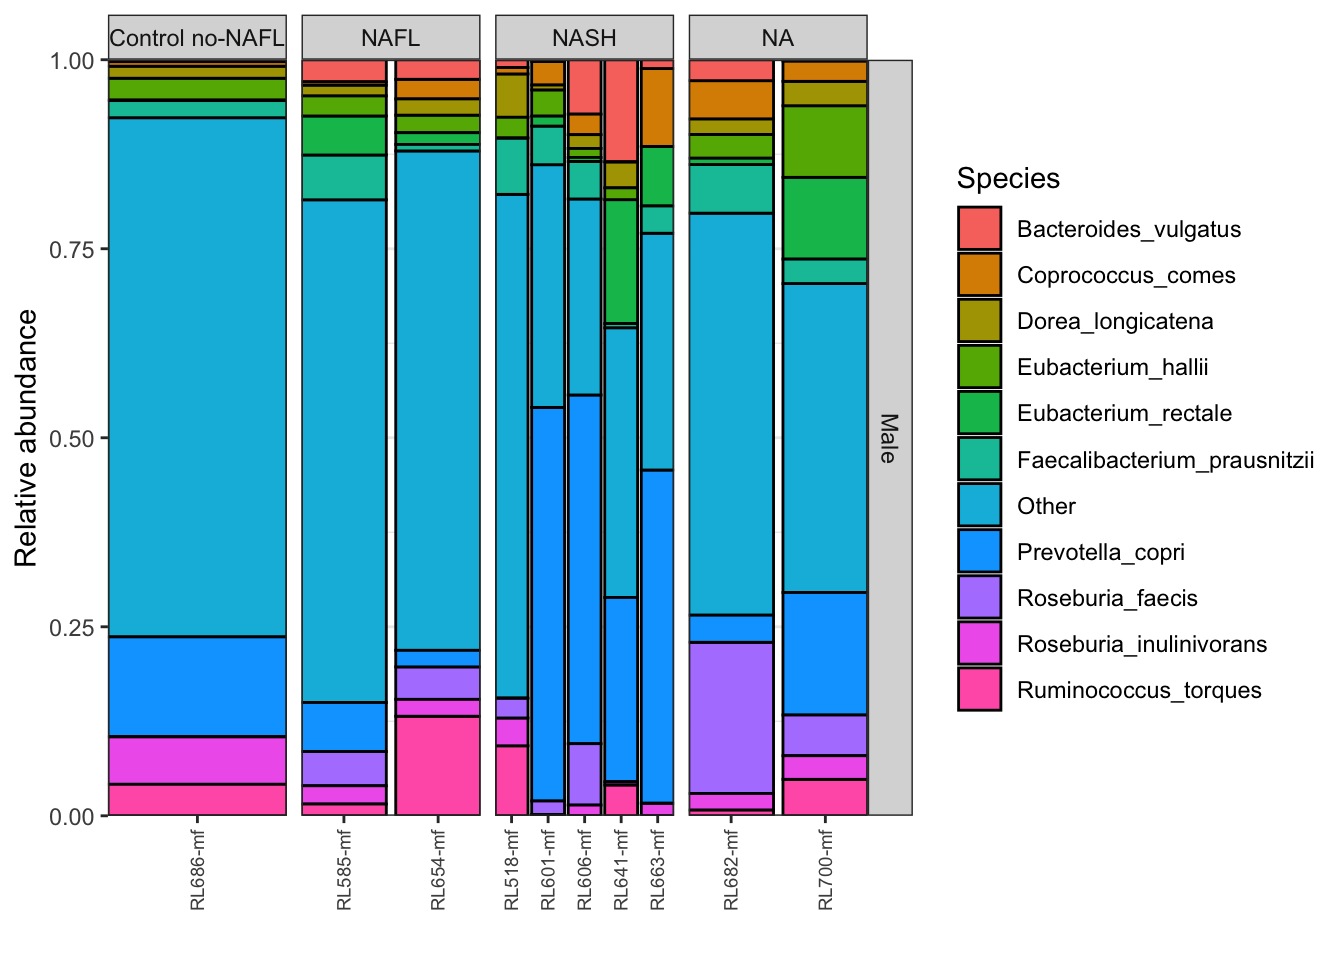 Control no-NAFL
NAFL
NASH
NA
1.00
0.75
0.50
0.25
0.00
Relative abundance
Male
RL686-mf
RL585-mf
RL654-mf
RL518-mf
RL601-mf
RL606-mf
RL641-mf
RL663-mf
RL682-mf
RL700-mf
Species
Bacteroides_vulgatus
Coprococcus_comes
Dorea_longicatena
Eubacterium_hallii
Eubacterium_rectale
Faecalibacterium_prausnitzii
Other
Prevotella_copri
Roseburia_faecis
Roseburia_inulinivorans
Ruminococcus_torques